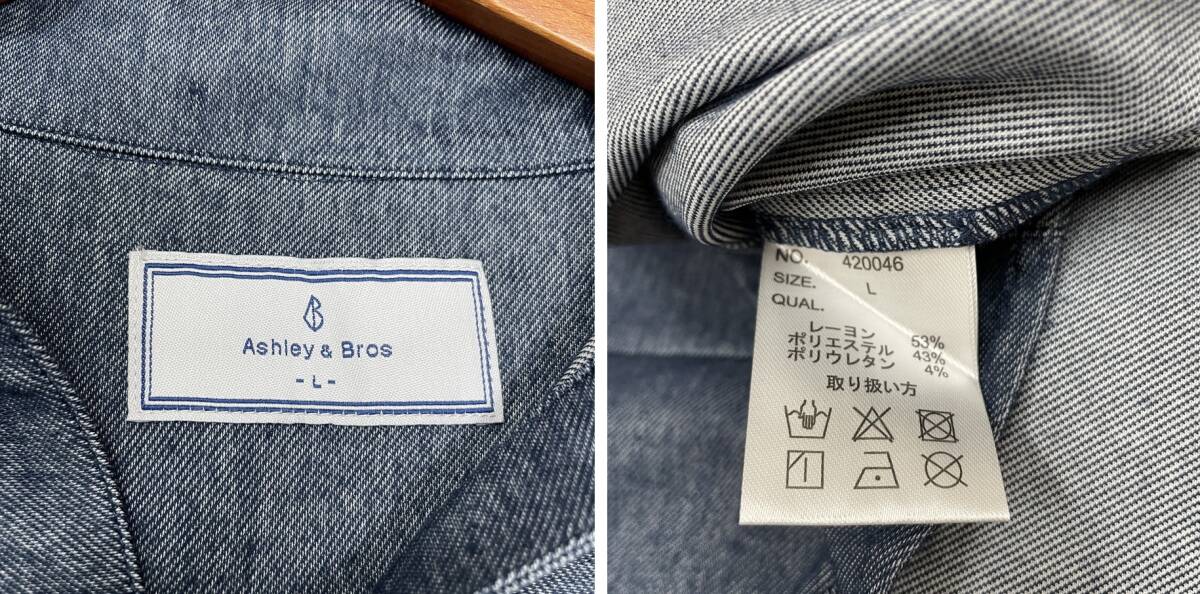 Ashley & Bros
- L -
NO. 420046
SIZE. L
QUAL.
レーヨン 53%
ポリエステル 43%
ポリウレタン 4%
取り扱い方